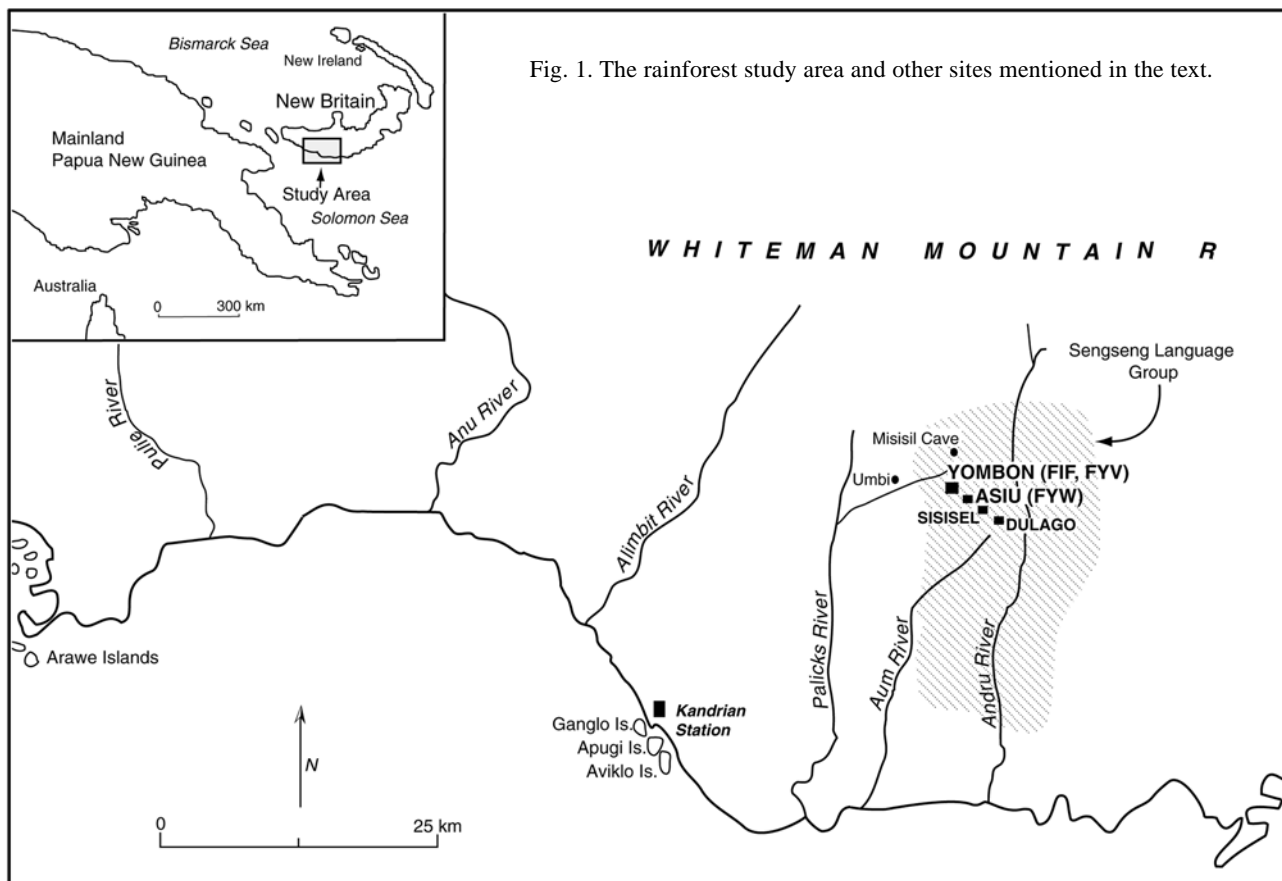 Fig. 1. The rainforest study area and other sites mentioned in the text.
Bismarck Sea
New Ireland
New Britain
Mainland
Papua New Guinea
Study Area
Solomon Sea
Australia
0 300 km
WHITEMAN MOUNTAIN R
Sengseng Language
Group
Pulie River
Anu River
Alimbit River
Misisil Cave
Umbi
YOMBON (FIF, FYV)
ASIU (FYW)
SISISEL
DULAGO
Palicks River
Aum River
Andru River
Arawe Islands
Kandrian
Station
Ganglo Is.
Apugi Is.
Aviklo Is.
N
0 25 km